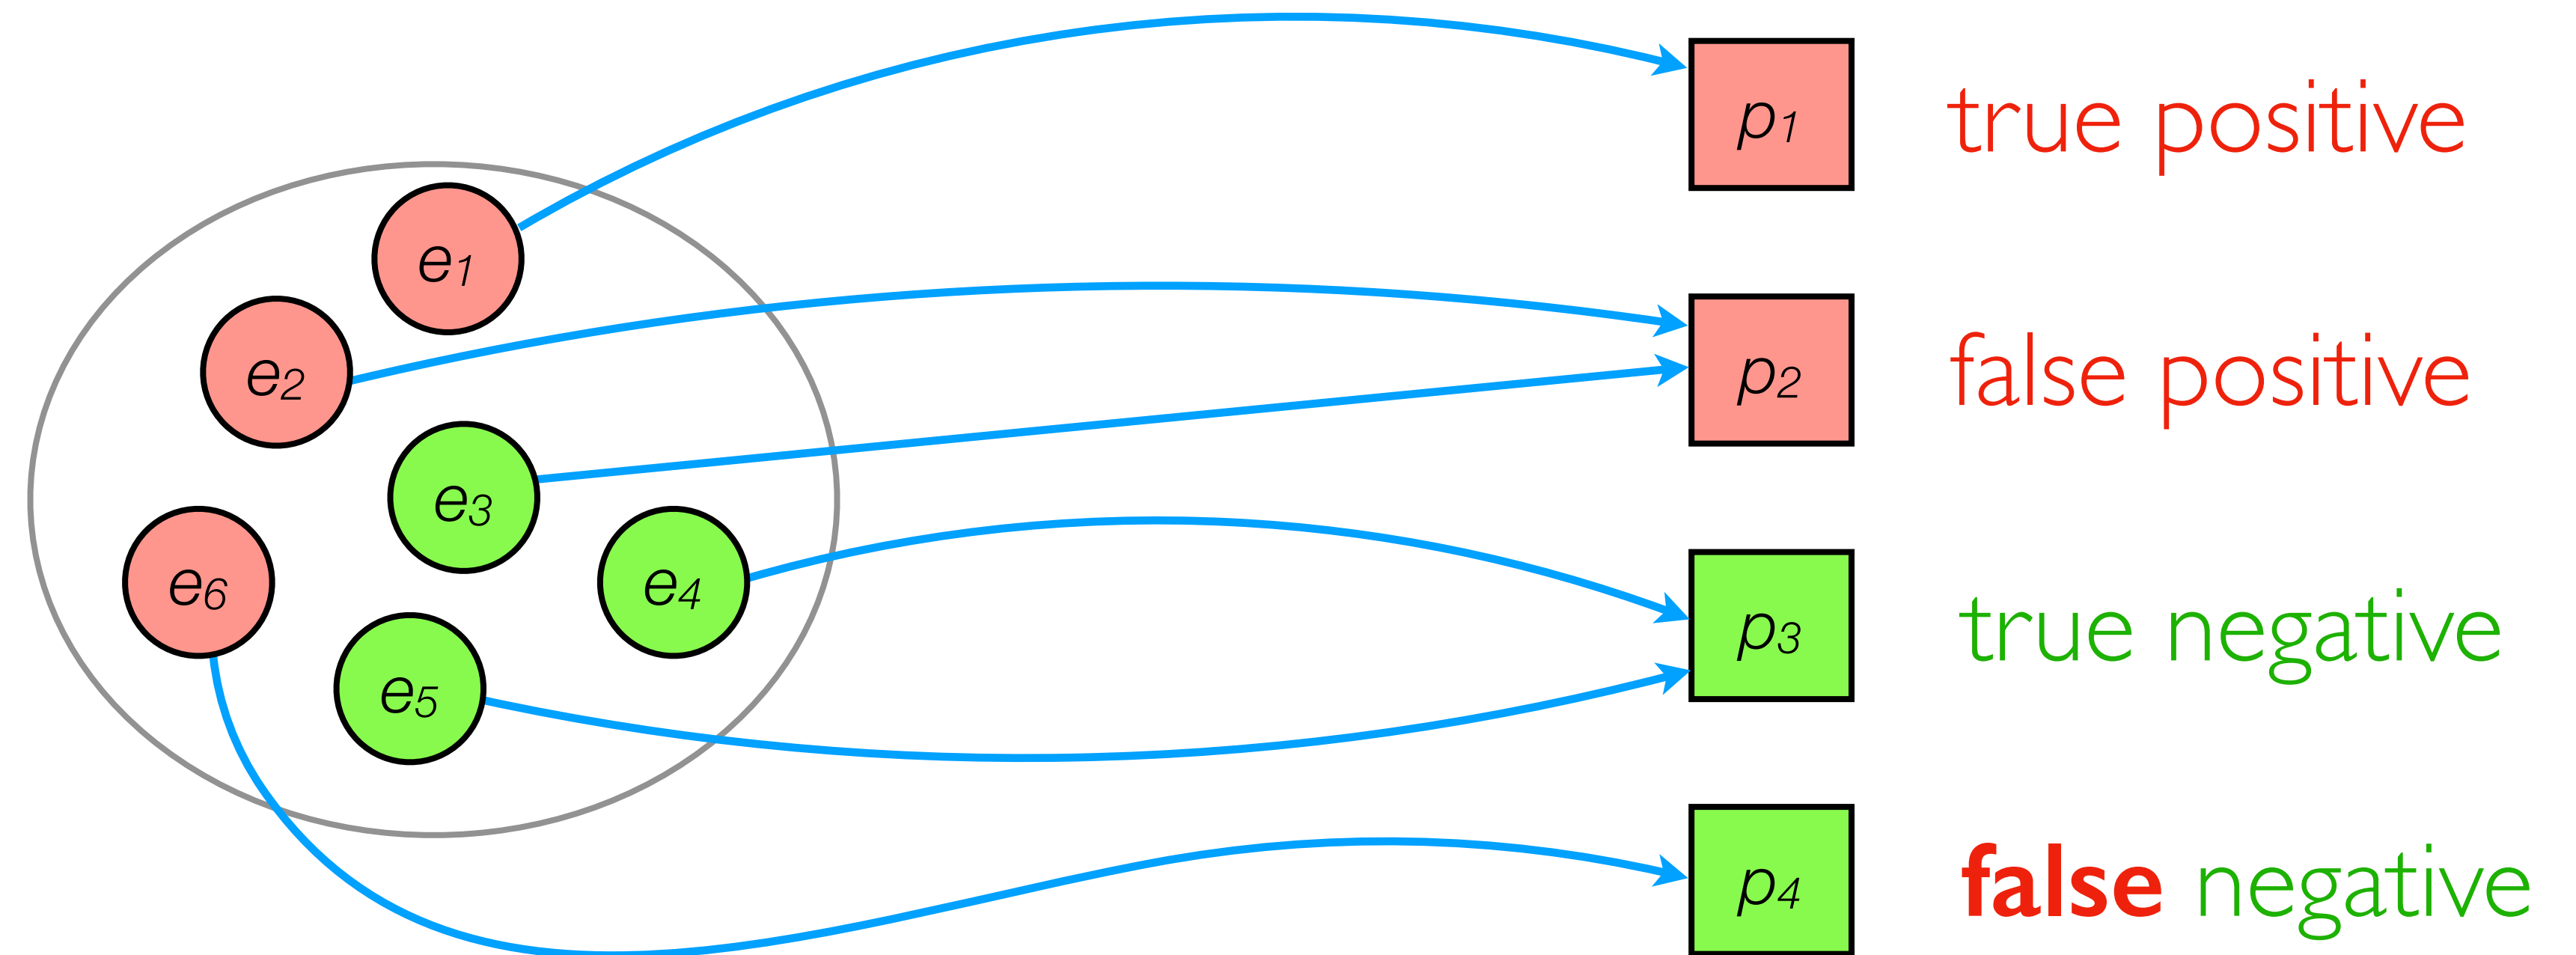 e1
e2
e3
e4
e5
e6
p1 true positive
p2 false positive
p3 true negative
p4 false negative